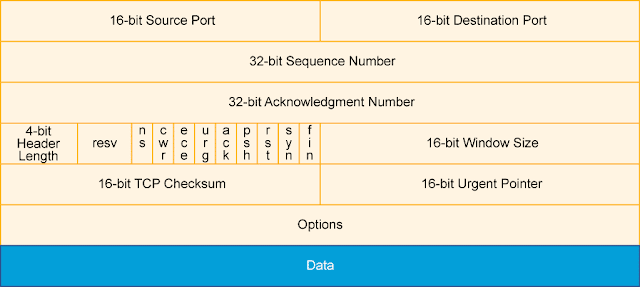 16-bit Source Port
16-bit Destination Port
32-bit Sequence Number
32-bit Acknowledgment Number
4-bit
Header
Length
resv
ns
cwr
ece
urg
ack
psh
rst
syn
fin
16-bit Window Size
16-bit TCP Checksum
16-bit Urgent Pointer
Options
Data